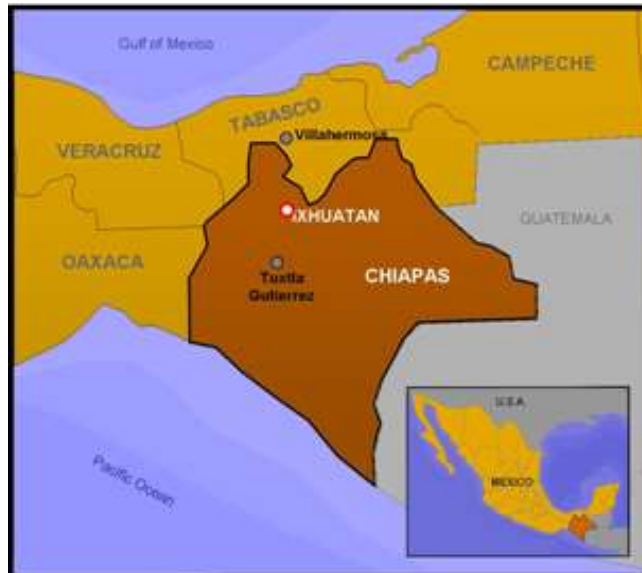 Gulf of Mexico
CAMPECHE
TABASCO
Villahermosa
VERACRUZ
IXHUATAN
GUATEMALA
OAXACA
CHIAPAS
Tuxtla
Gutierrez
U.S.A.
MEXICO
Pacific Ocean